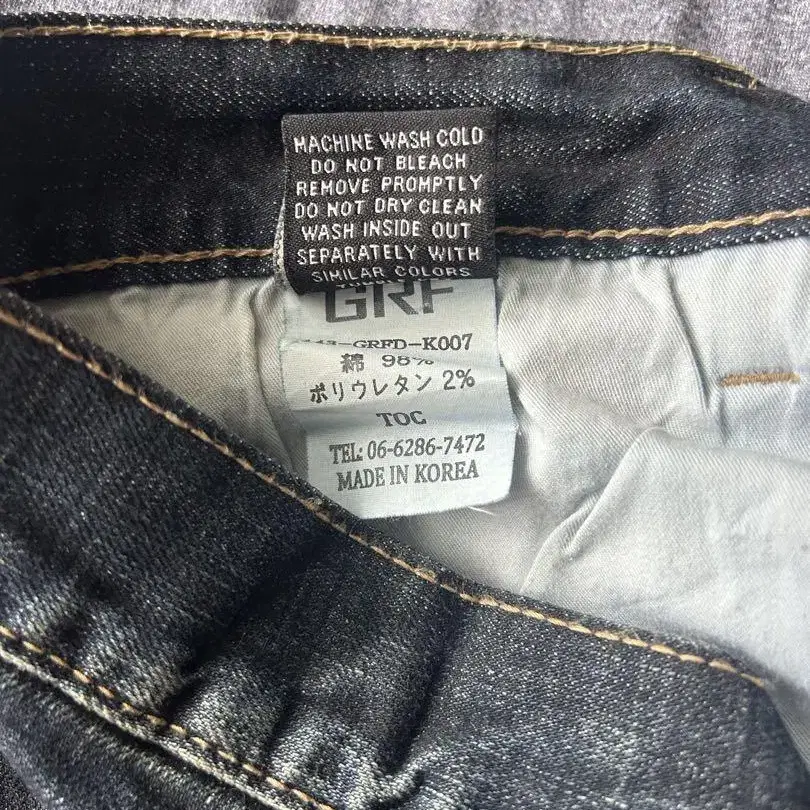 MACHINE WASH COLD
DO NOT BLEACH
REMOVE PROMPTLY
DO NOT DRY CLEAN
WASH INSIDE OUT
SEPARATELY WITH
SIMILAR COLORS
GRF
-GRFD-K007
綿 98%
ポリウレタン 2%
TOC
TEL: 06-6286-7472
MADE IN KOREA